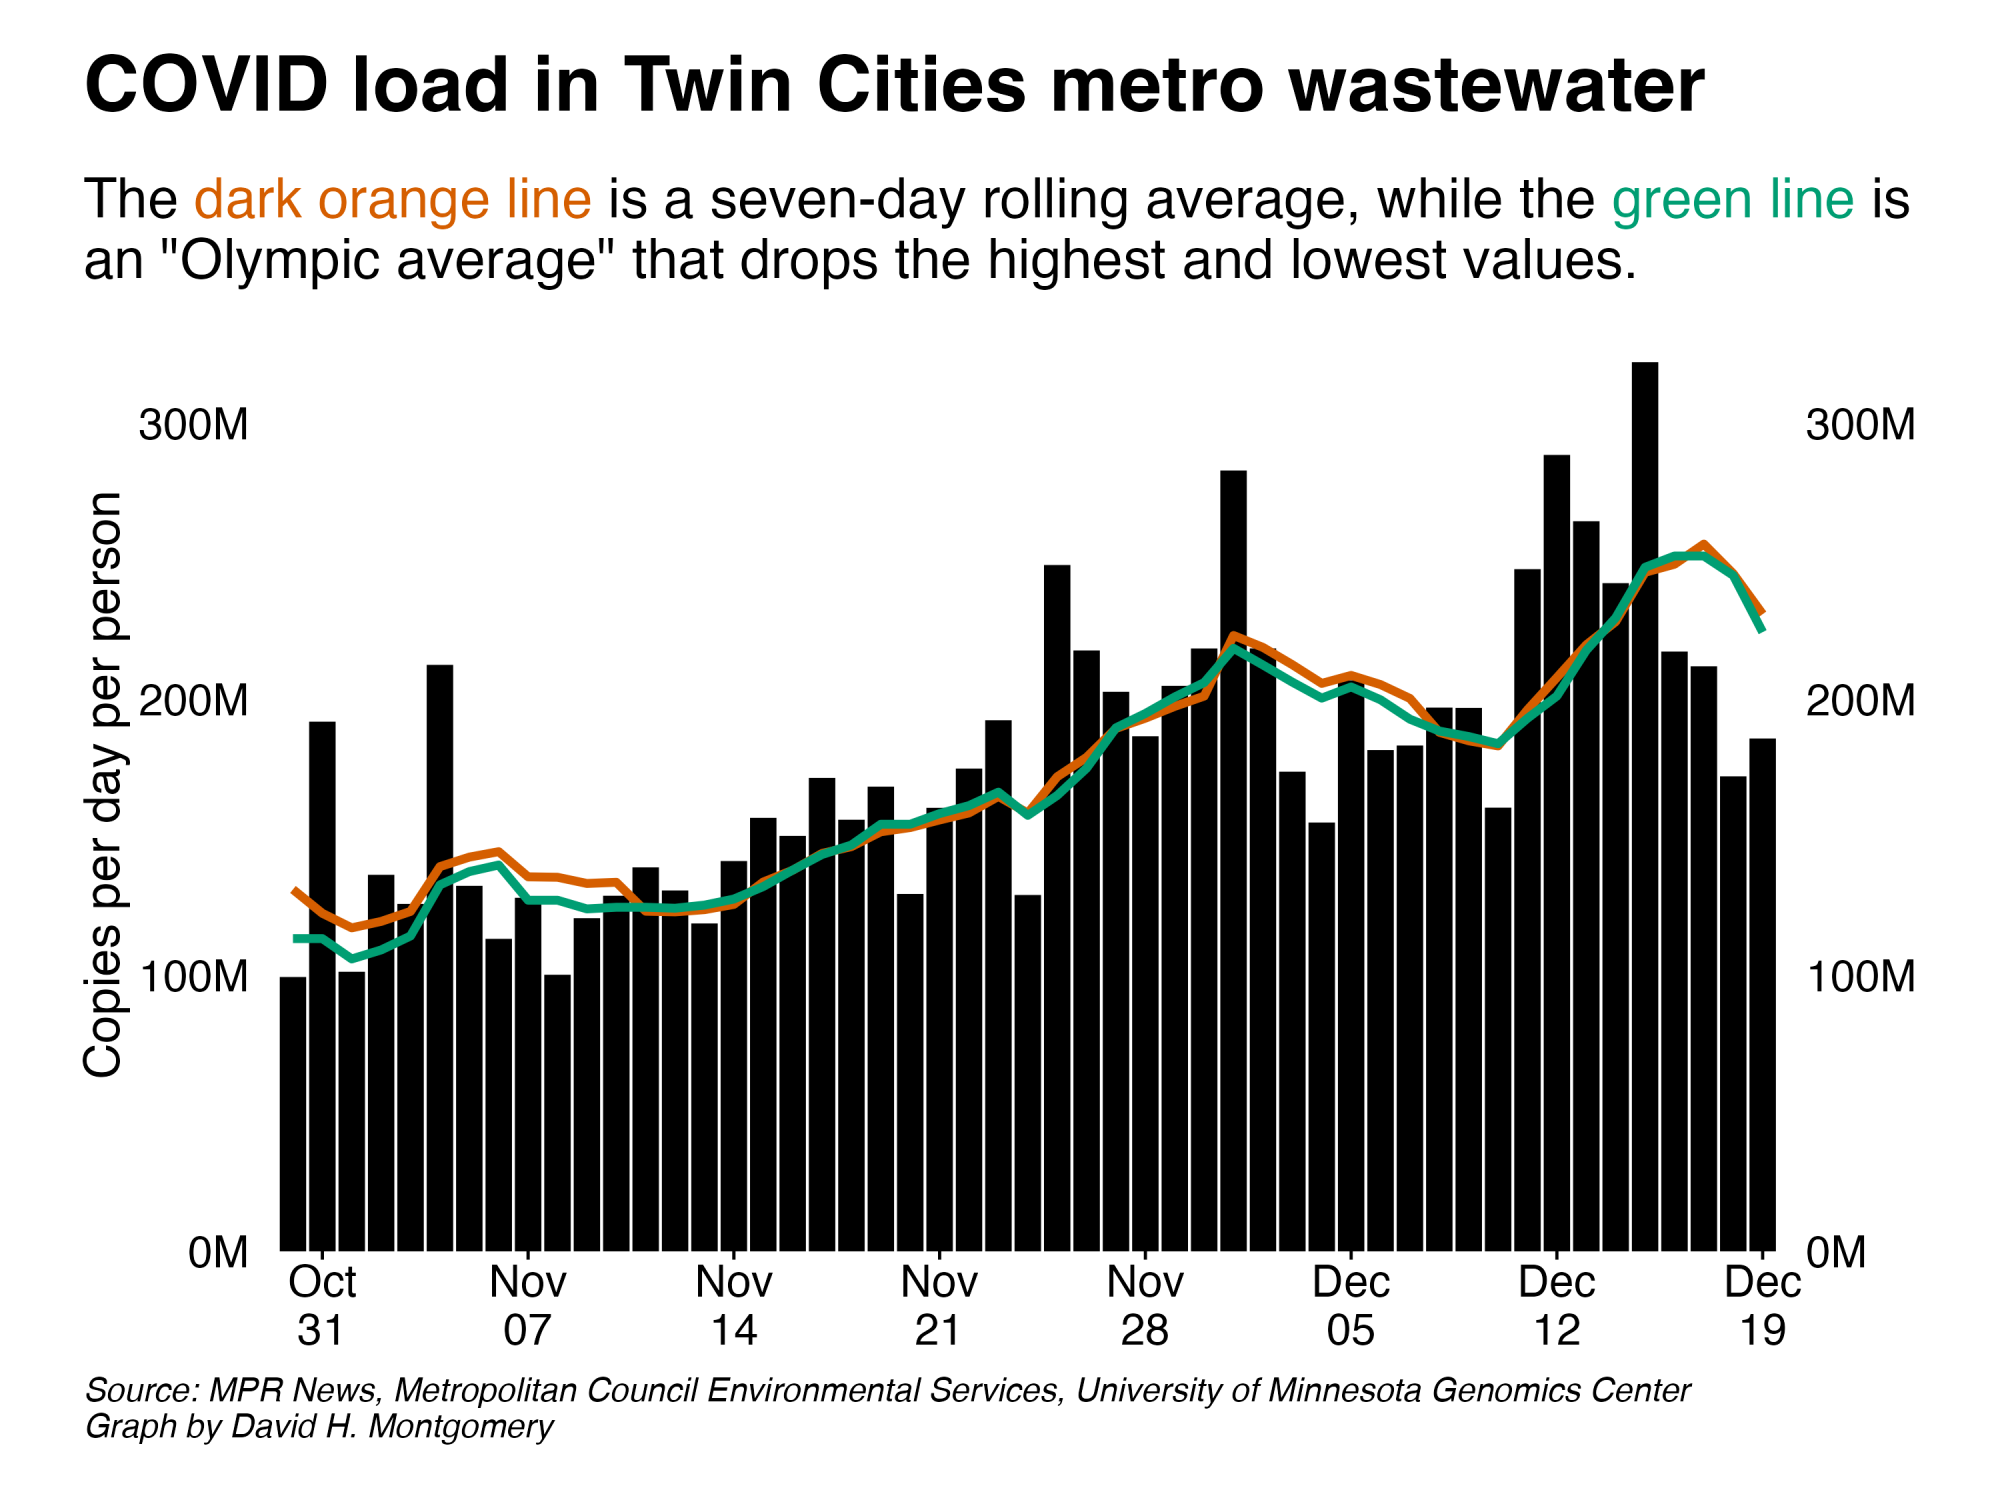 COVID load in Twin Cities metro wastewater
The dark orange line is a seven-day rolling average, while the green line is
an "Olympic average" that drops the highest and lowest values.
Copies per day per person
300M
200M
100M
0M
300M
200M
100M
0M
Oct
31
Nov
07
Nov
14
Nov
21
Nov
28
Dec
05
Dec
12
Dec
19
Source: MPR News, Metropolitan Council Environmental Services, University of Minnesota Genomics Center
Graph by David H. Montgomery